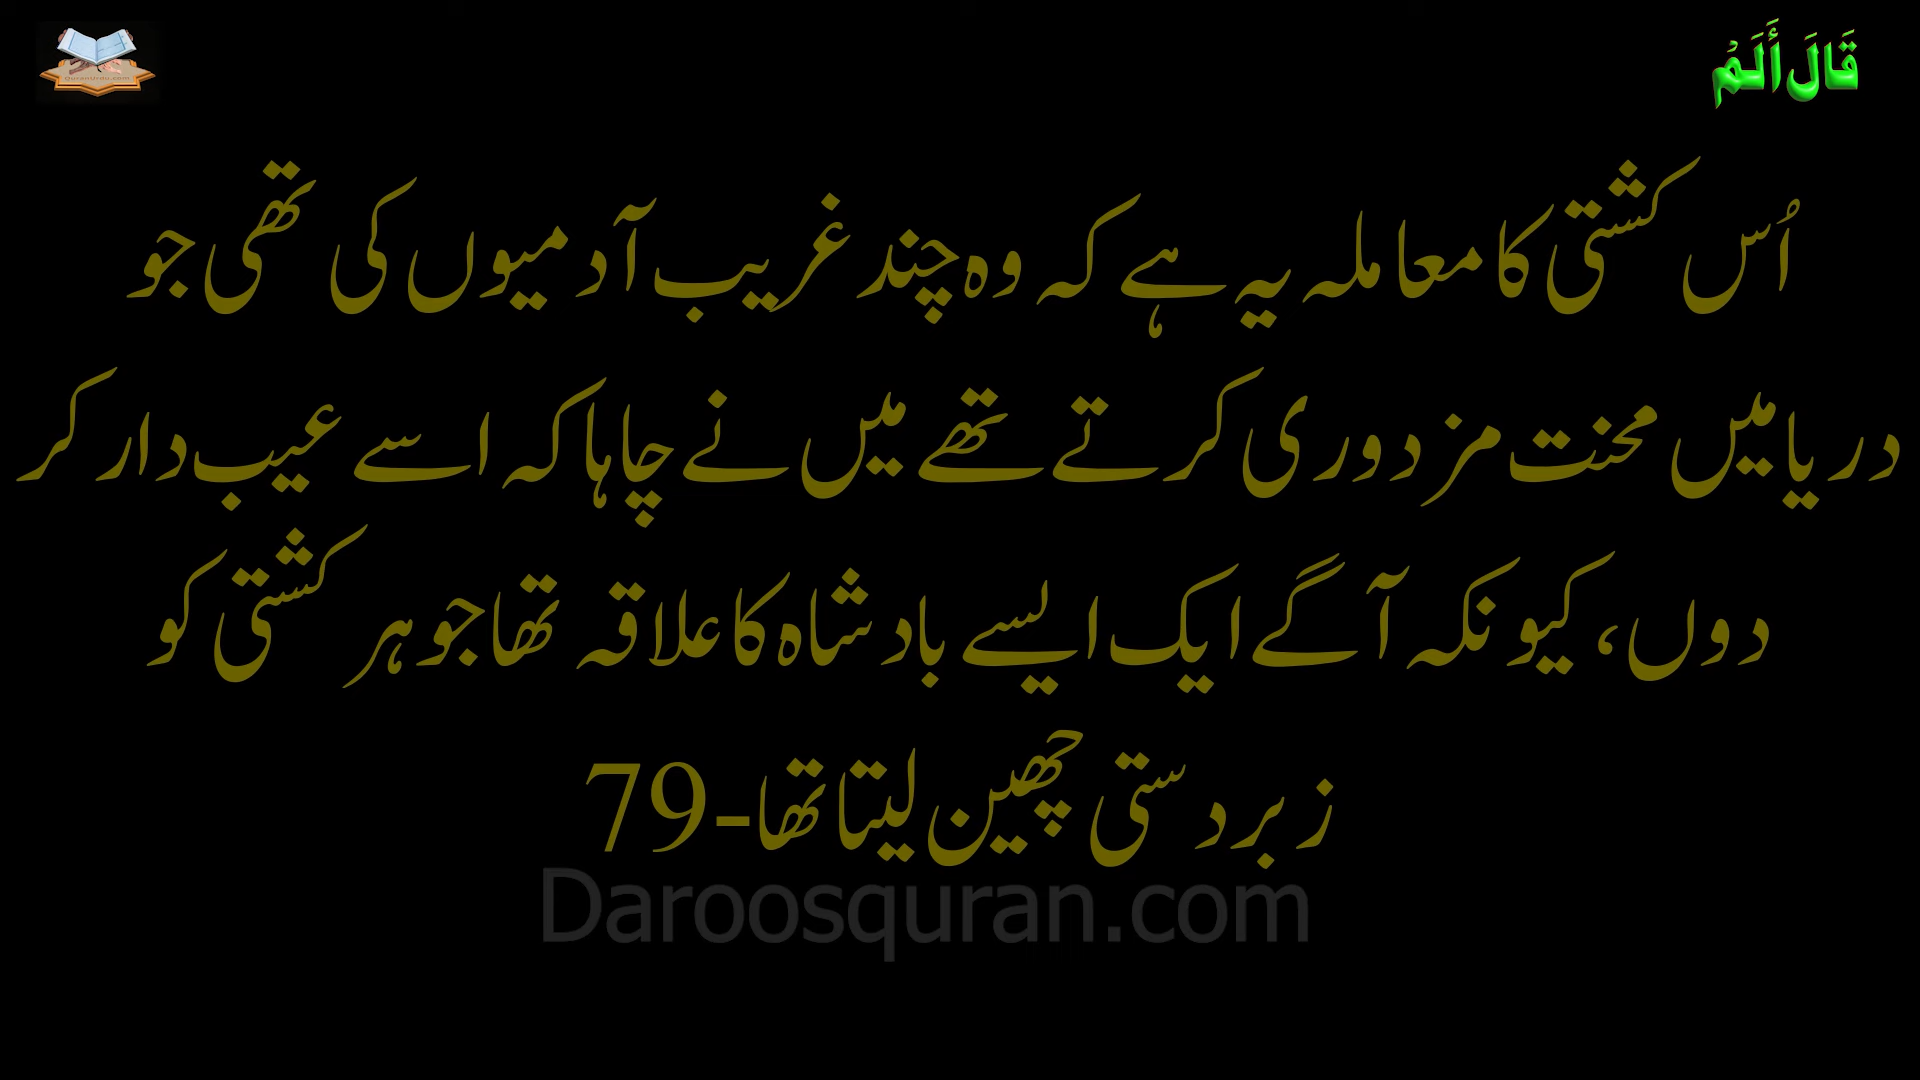 قَالَ أَلَمْ
اُس کشتی کا معاملہ یہ ہے کہ وہ چند غریب آدمیوں کی تھی جو
دریا میں محنت مزدوری کرتے تھے میں نے چاہا کہ اسے عیب دار کر
دوں، کیونکہ آگے ایک ایسے بادشاہ کا علاقہ تھا جو ہر کشتی کو
زبردستی چھین لیتا تھا-79
Daroosquran.com